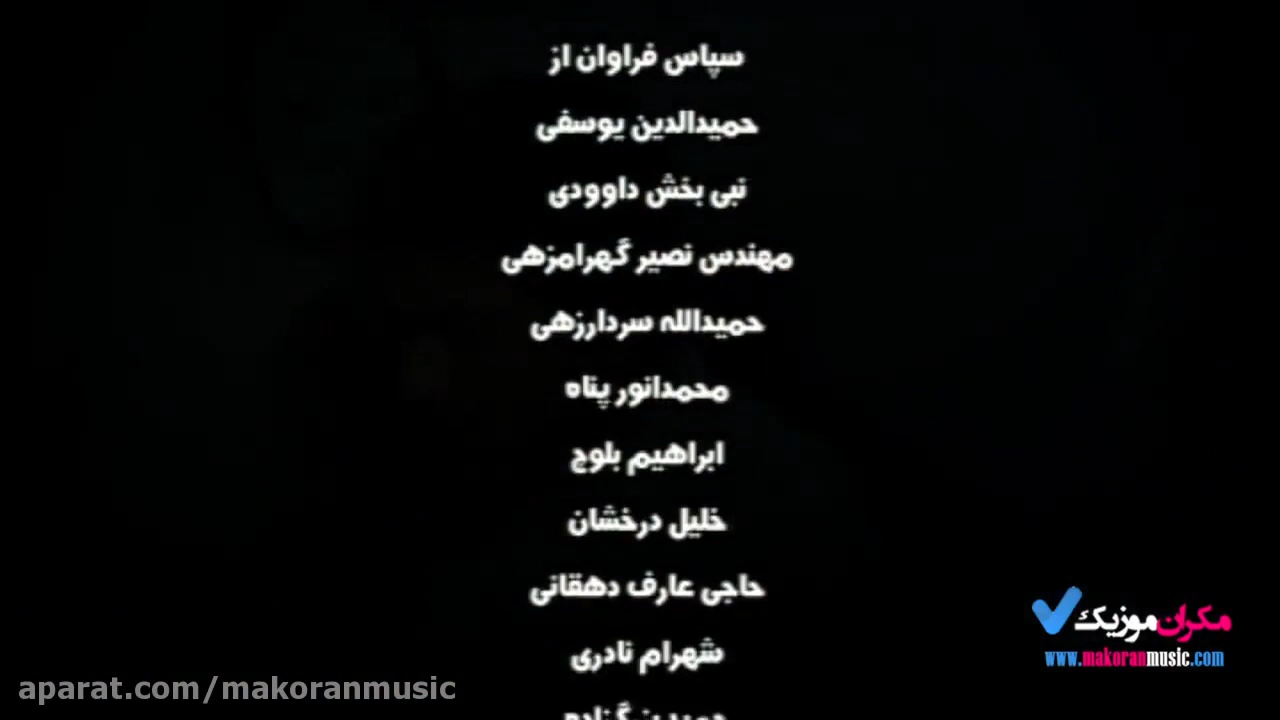 سپاس فراوان از
حمیدالدین یوسفی
نبی بخش داوودی
مهندس نصیر گهرامزهی
حمیدالله سردارزهی
محمدانور پناه
ابراهیم بلوچ
خلیل درخشان
حاجی عارف دهقانی
شهرام نادری
مکران موزیک
www.makoranmusic.com
aparat.com/makoranmusic